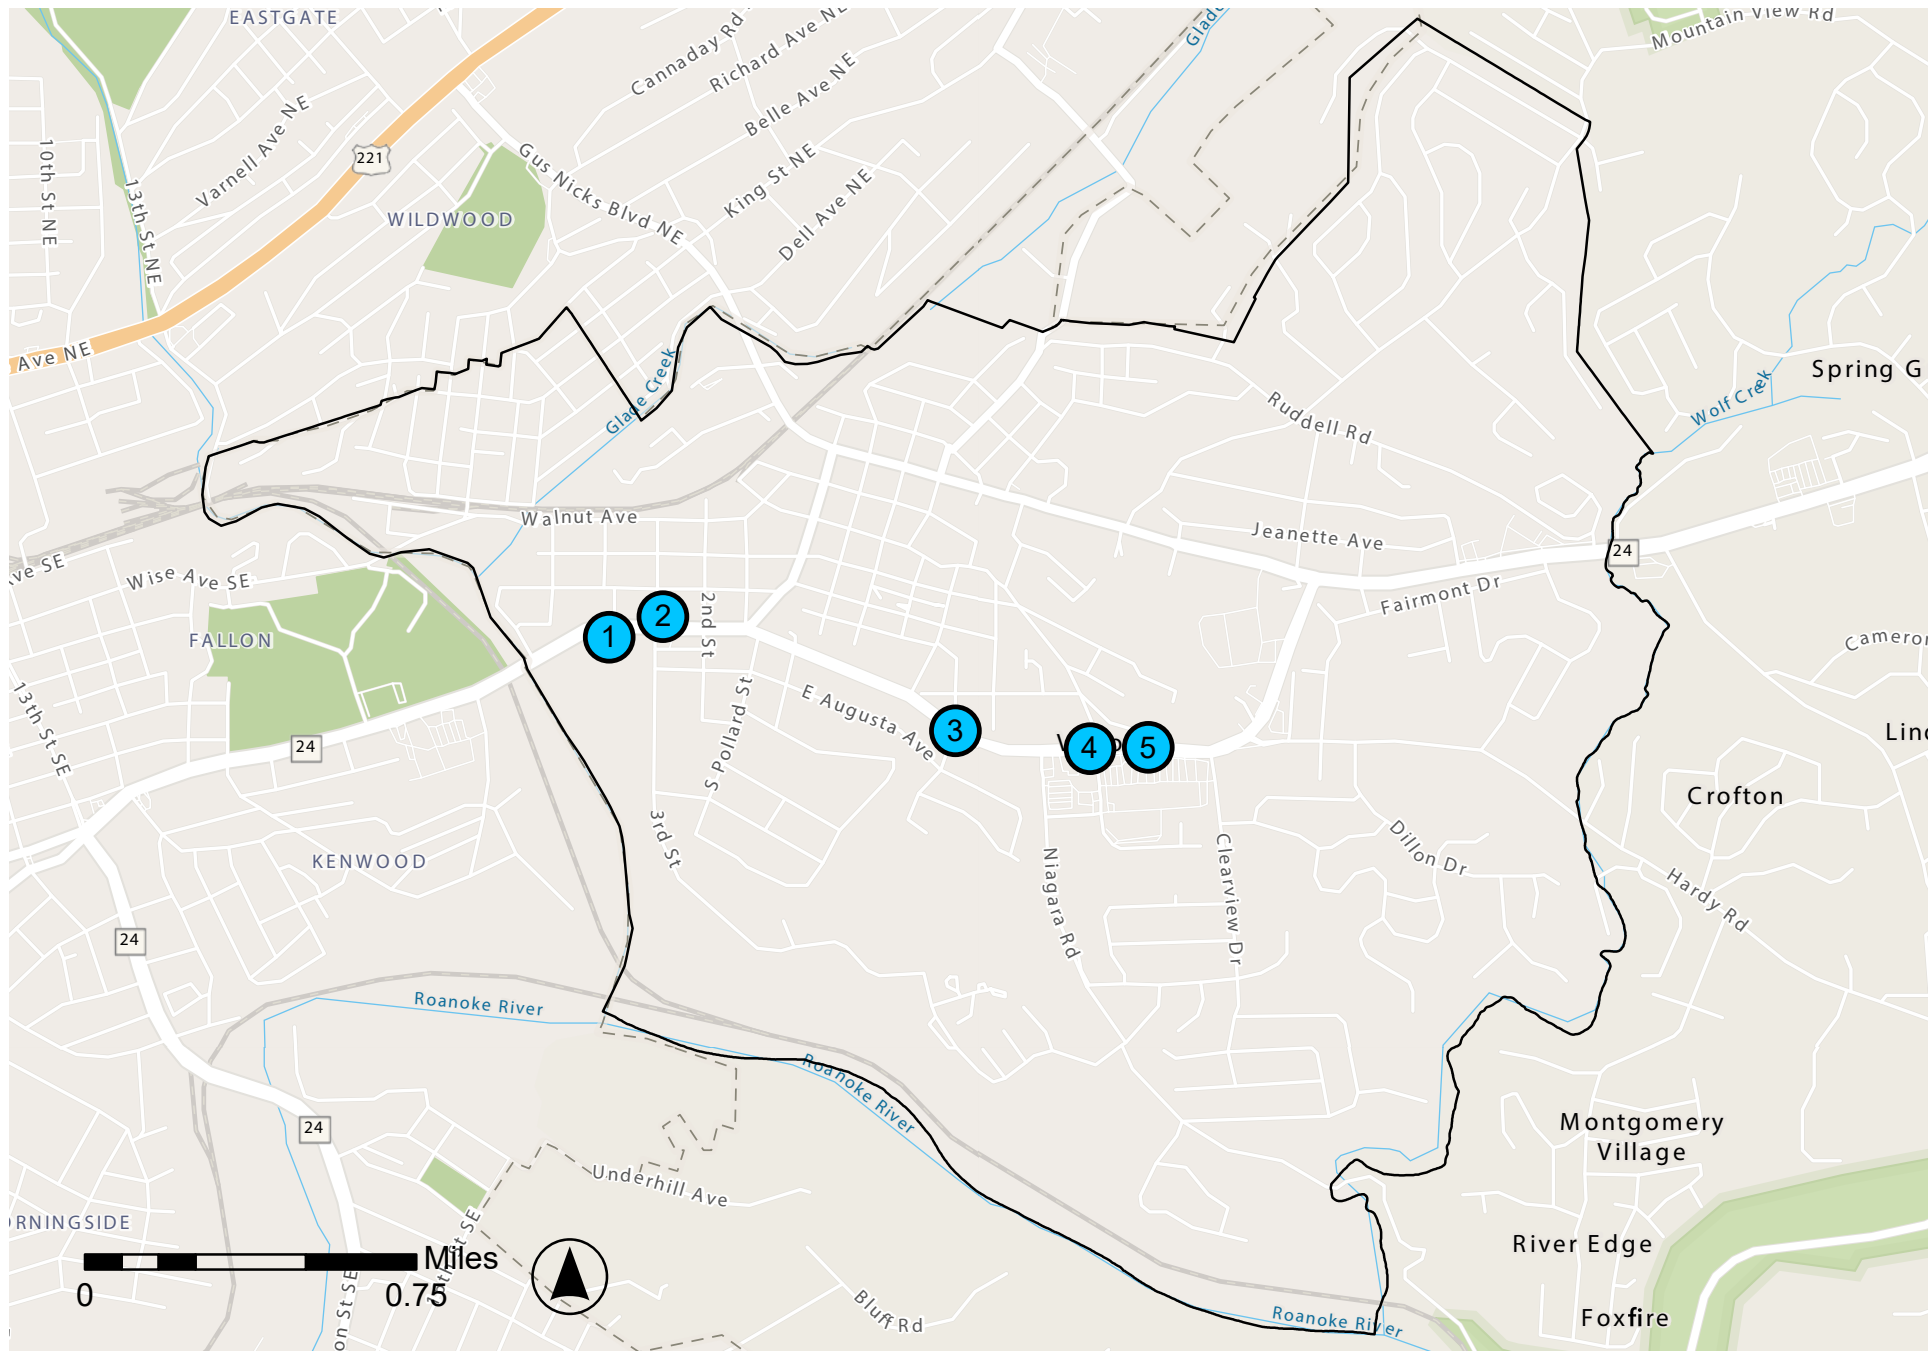 EASTGATE
Cannaday Rd
Richard Ave NE
Belle Ave NE
King St NE
Dell Ave NE
Glade
Mountain View Rd
10th St NE
Varnell Ave NE
13th St NE
221
WILDWOOD
Gus Nicks Blvd NE
Ave NE
Glade Creek
Ruddell Rd
Wolf Creek
Spring G
Walnut Ave
Jeanette Ave
24
Fairmont Dr
ve SE
Wise Ave SE
FALLON
1
2
2nd St
Cameron
13th St SE
S Pollard St
E Augusta Ave
3
4
5
24
3rd St
Crofton
KENWOOD
Niagara Rd
Clearview Dr
Dillon Dr
Hardy Rd
24
Roanoke River
Roanoke River
24
Underhill Ave
Montgomery
Village
RNINGSIDE
River Edge
Miles
0
0.75
on St SE
Bluff Rd
Roanoke River
Foxfire